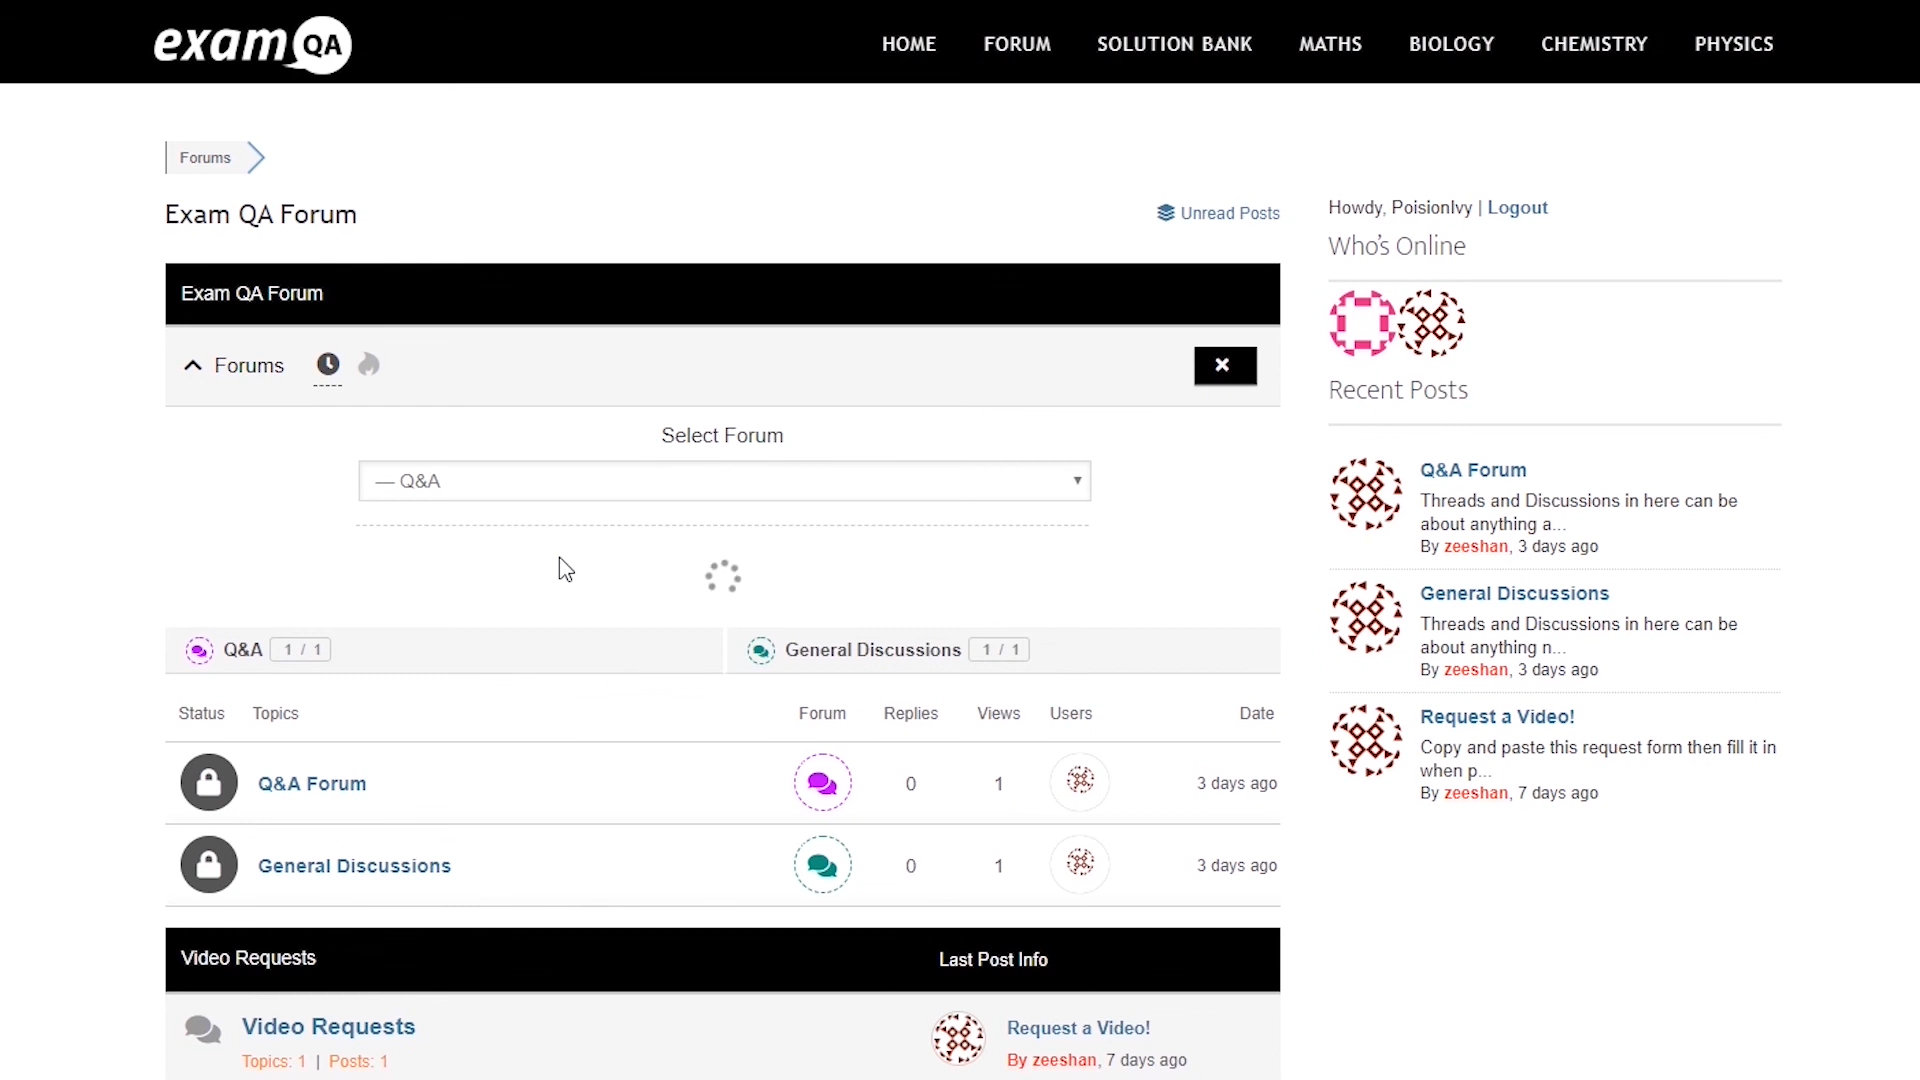 exam QA
HOME FORUM SOLUTION BANK MATHS BIOLOGY CHEMISTRY PHYSICS
Forums
Exam QA Forum
Unread Posts
Exam QA Forum
Forums
Select Forum
— Q&A
Q&A 1 / 1
General Discussions 1 / 1
Status Topics Forum Replies Views Users Date
Q&A Forum 0 1 3 days ago
General Discussions 0 1 3 days ago
Video Requests Last Post Info
Video Requests
Topics: 1 | Posts: 1
Request a Video!
By zeeshan, 7 days ago
Howdy, PoisionIvy | Logout
Who's Online
Recent Posts
Q&A Forum
Threads and Discussions in here can be
about anything a...
By zeeshan, 3 days ago
General Discussions
Threads and Discussions in here can be
about anything n...
By zeeshan, 3 days ago
Request a Video!
Copy and paste this request form then fill it in
when p...
By zeeshan, 7 days ago